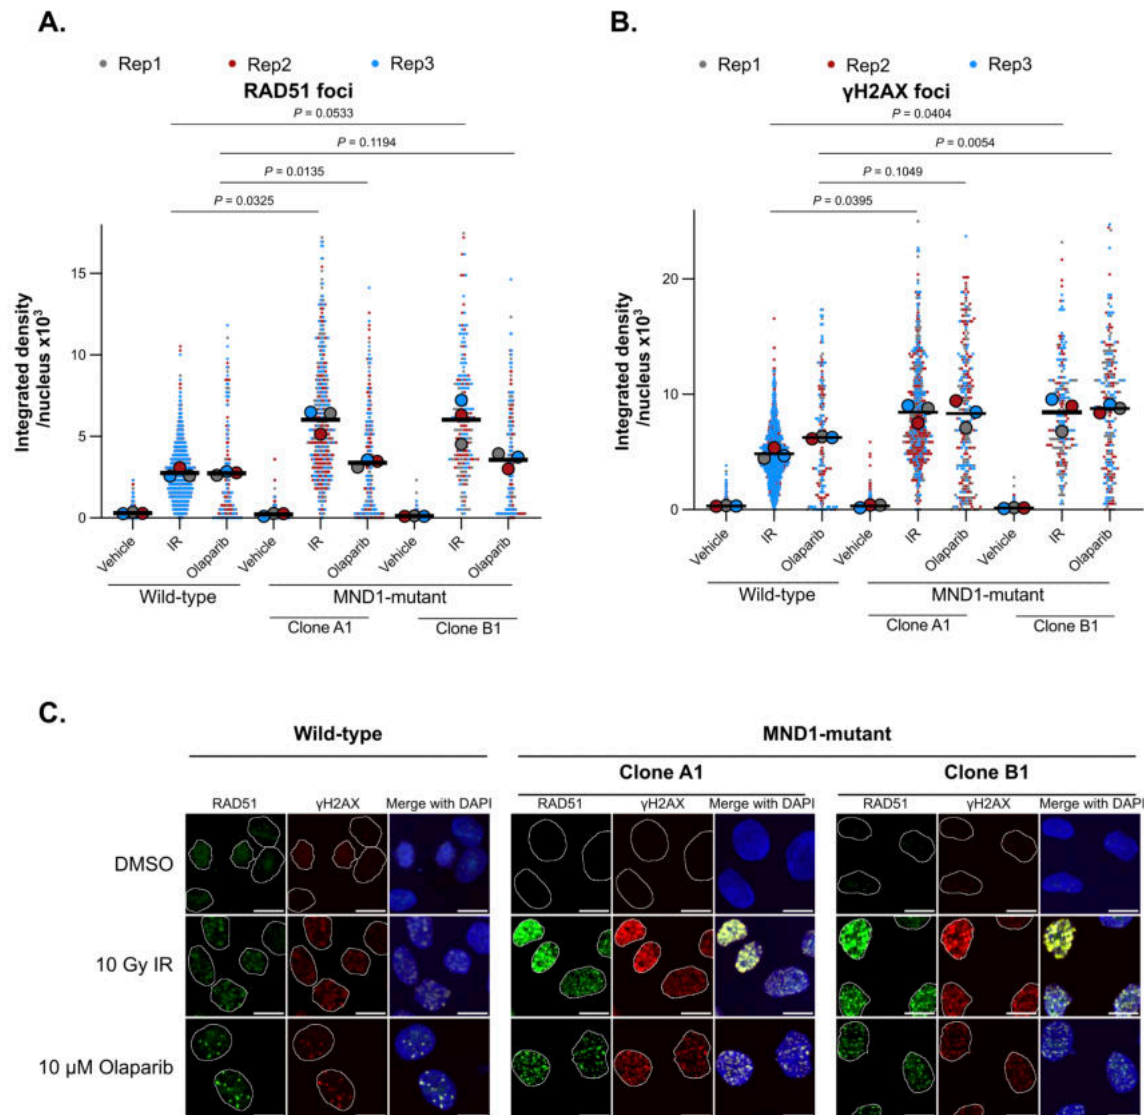 A.
Rep1 Rep2 Rep3
RAD51 foci
P = 0.0533
P = 0.1194
P = 0.0135
P = 0.0325
Integrated density
/nucleus x10³
15
10
5
0
Vehicle IR Olaparib Vehicle IR Olaparib Vehicle IR Olaparib
Wild-type MND1-mutant
Clone A1 Clone B1
B.
Rep1 Rep2 Rep3
γH2AX foci
P = 0.0404
P = 0.0054
P = 0.1049
P = 0.0395
Integrated density
/nucleus x10³
20
10
0
Vehicle IR Olaparib Vehicle IR Olaparib Vehicle IR Olaparib
Wild-type MND1-mutant
Clone A1 Clone B1
C.
Wild-type MND1-mutant
Clone A1 Clone B1
RAD51 γH2AX Merge with DAPI RAD51 γH2AX Merge with DAPI RAD51 γH2AX Merge with DAPI
DMSO
10 Gy IR
10 µM Olaparib